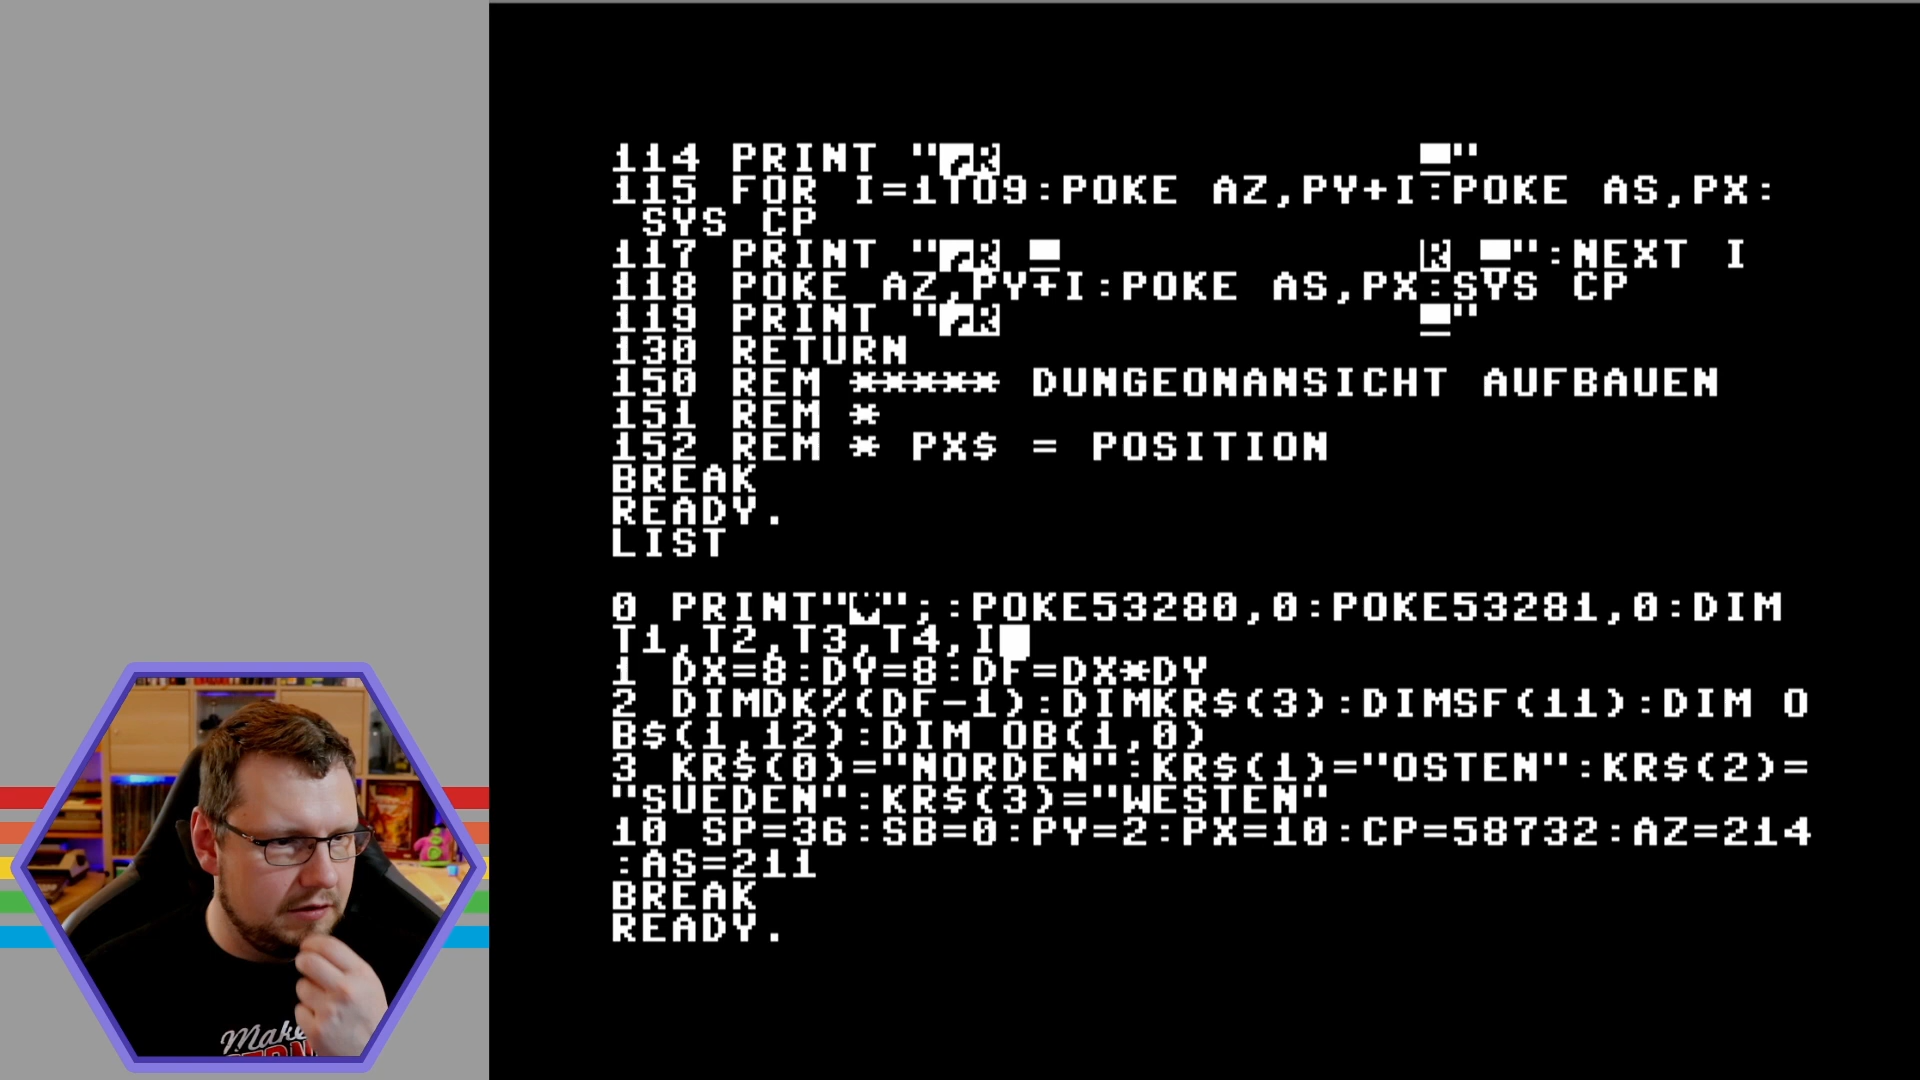 114 PRINT "R "
115 FOR I=1TO9:POKE AZ,PY+I:POKE AS,PX:
SYS CP
117 PRINT "R R ":NEXT I
118 POKE AZ,PY+I:POKE AS,PX:SYS CP
119 PRINT "R "
130 RETURN
150 REM ***** DUNGEONANSICHT AUFBAUEN
151 REM *
152 REM * PX$ = POSITION
BREAK
READY.
LIST
0 PRINT"♥";:POKE53280,0:POKE53281,0:DIM
T1,T2,T3,T4,I
1 DX=8:DY=8:DF=DX*DY
2 DIMDK%(DF-1):DIMKR$(3):DIMSF(11):DIM O
B$(1,12):DIM OB(1,0)
3 KR$(0)="NORDEN":KR$(1)="OSTEN":KR$(2)=
"SUEDEN":KR$(3)="WESTEN"
10 SP=36:SB=0:PY=2:PX=10:CP=58732:AZ=214
:AS=211
BREAK
READY.
Make